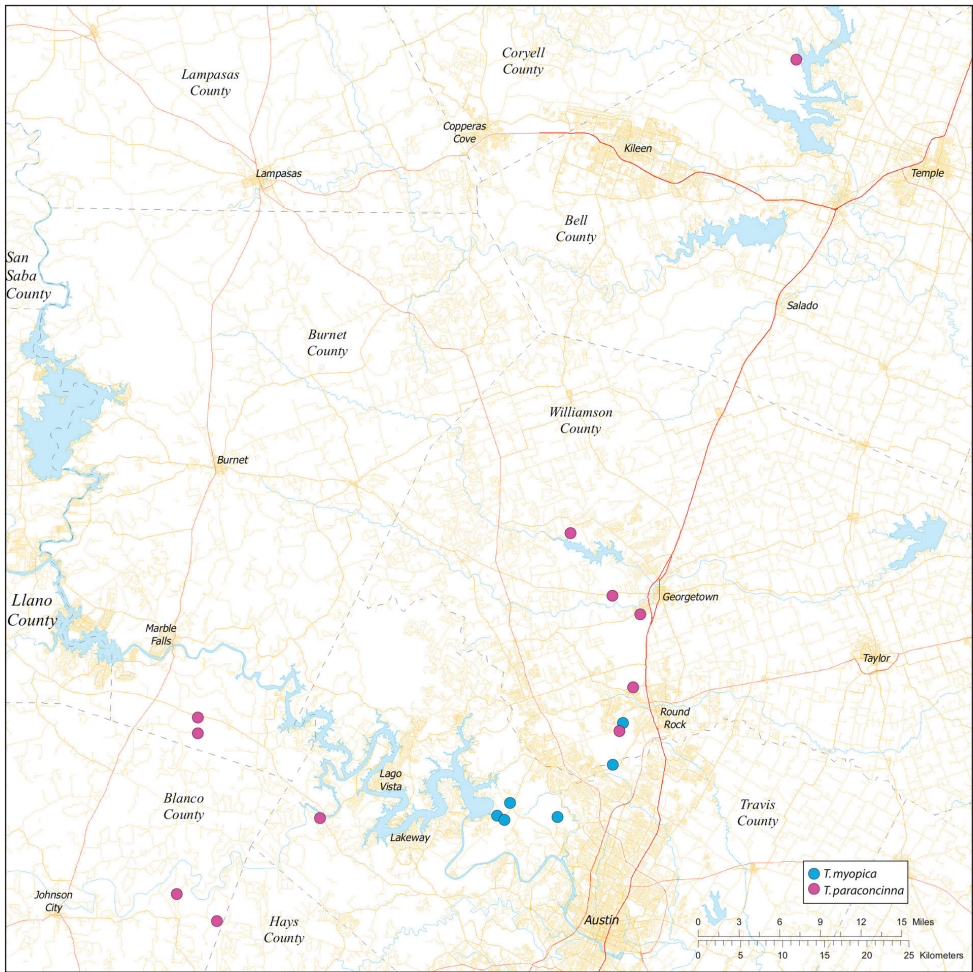 Coryell
County
Lampasas
County
Copperas
Cove
Kileen
Temple
Lampasas
Bell
County
San
Saba
County
Salado
Burnet
County
Williamson
County
Burnet
Llano
County
Georgetown
Marble
Falls
Taylor
Round
Rock
Lago
Vista
Blanco
County
Travis
County
Lakeway
T. myopica
T. paraconcinna
Johnson
City
Hays
County
Austin
0 3 6 9 12 15 Miles
0 5 10 15 20 25 Kilometers